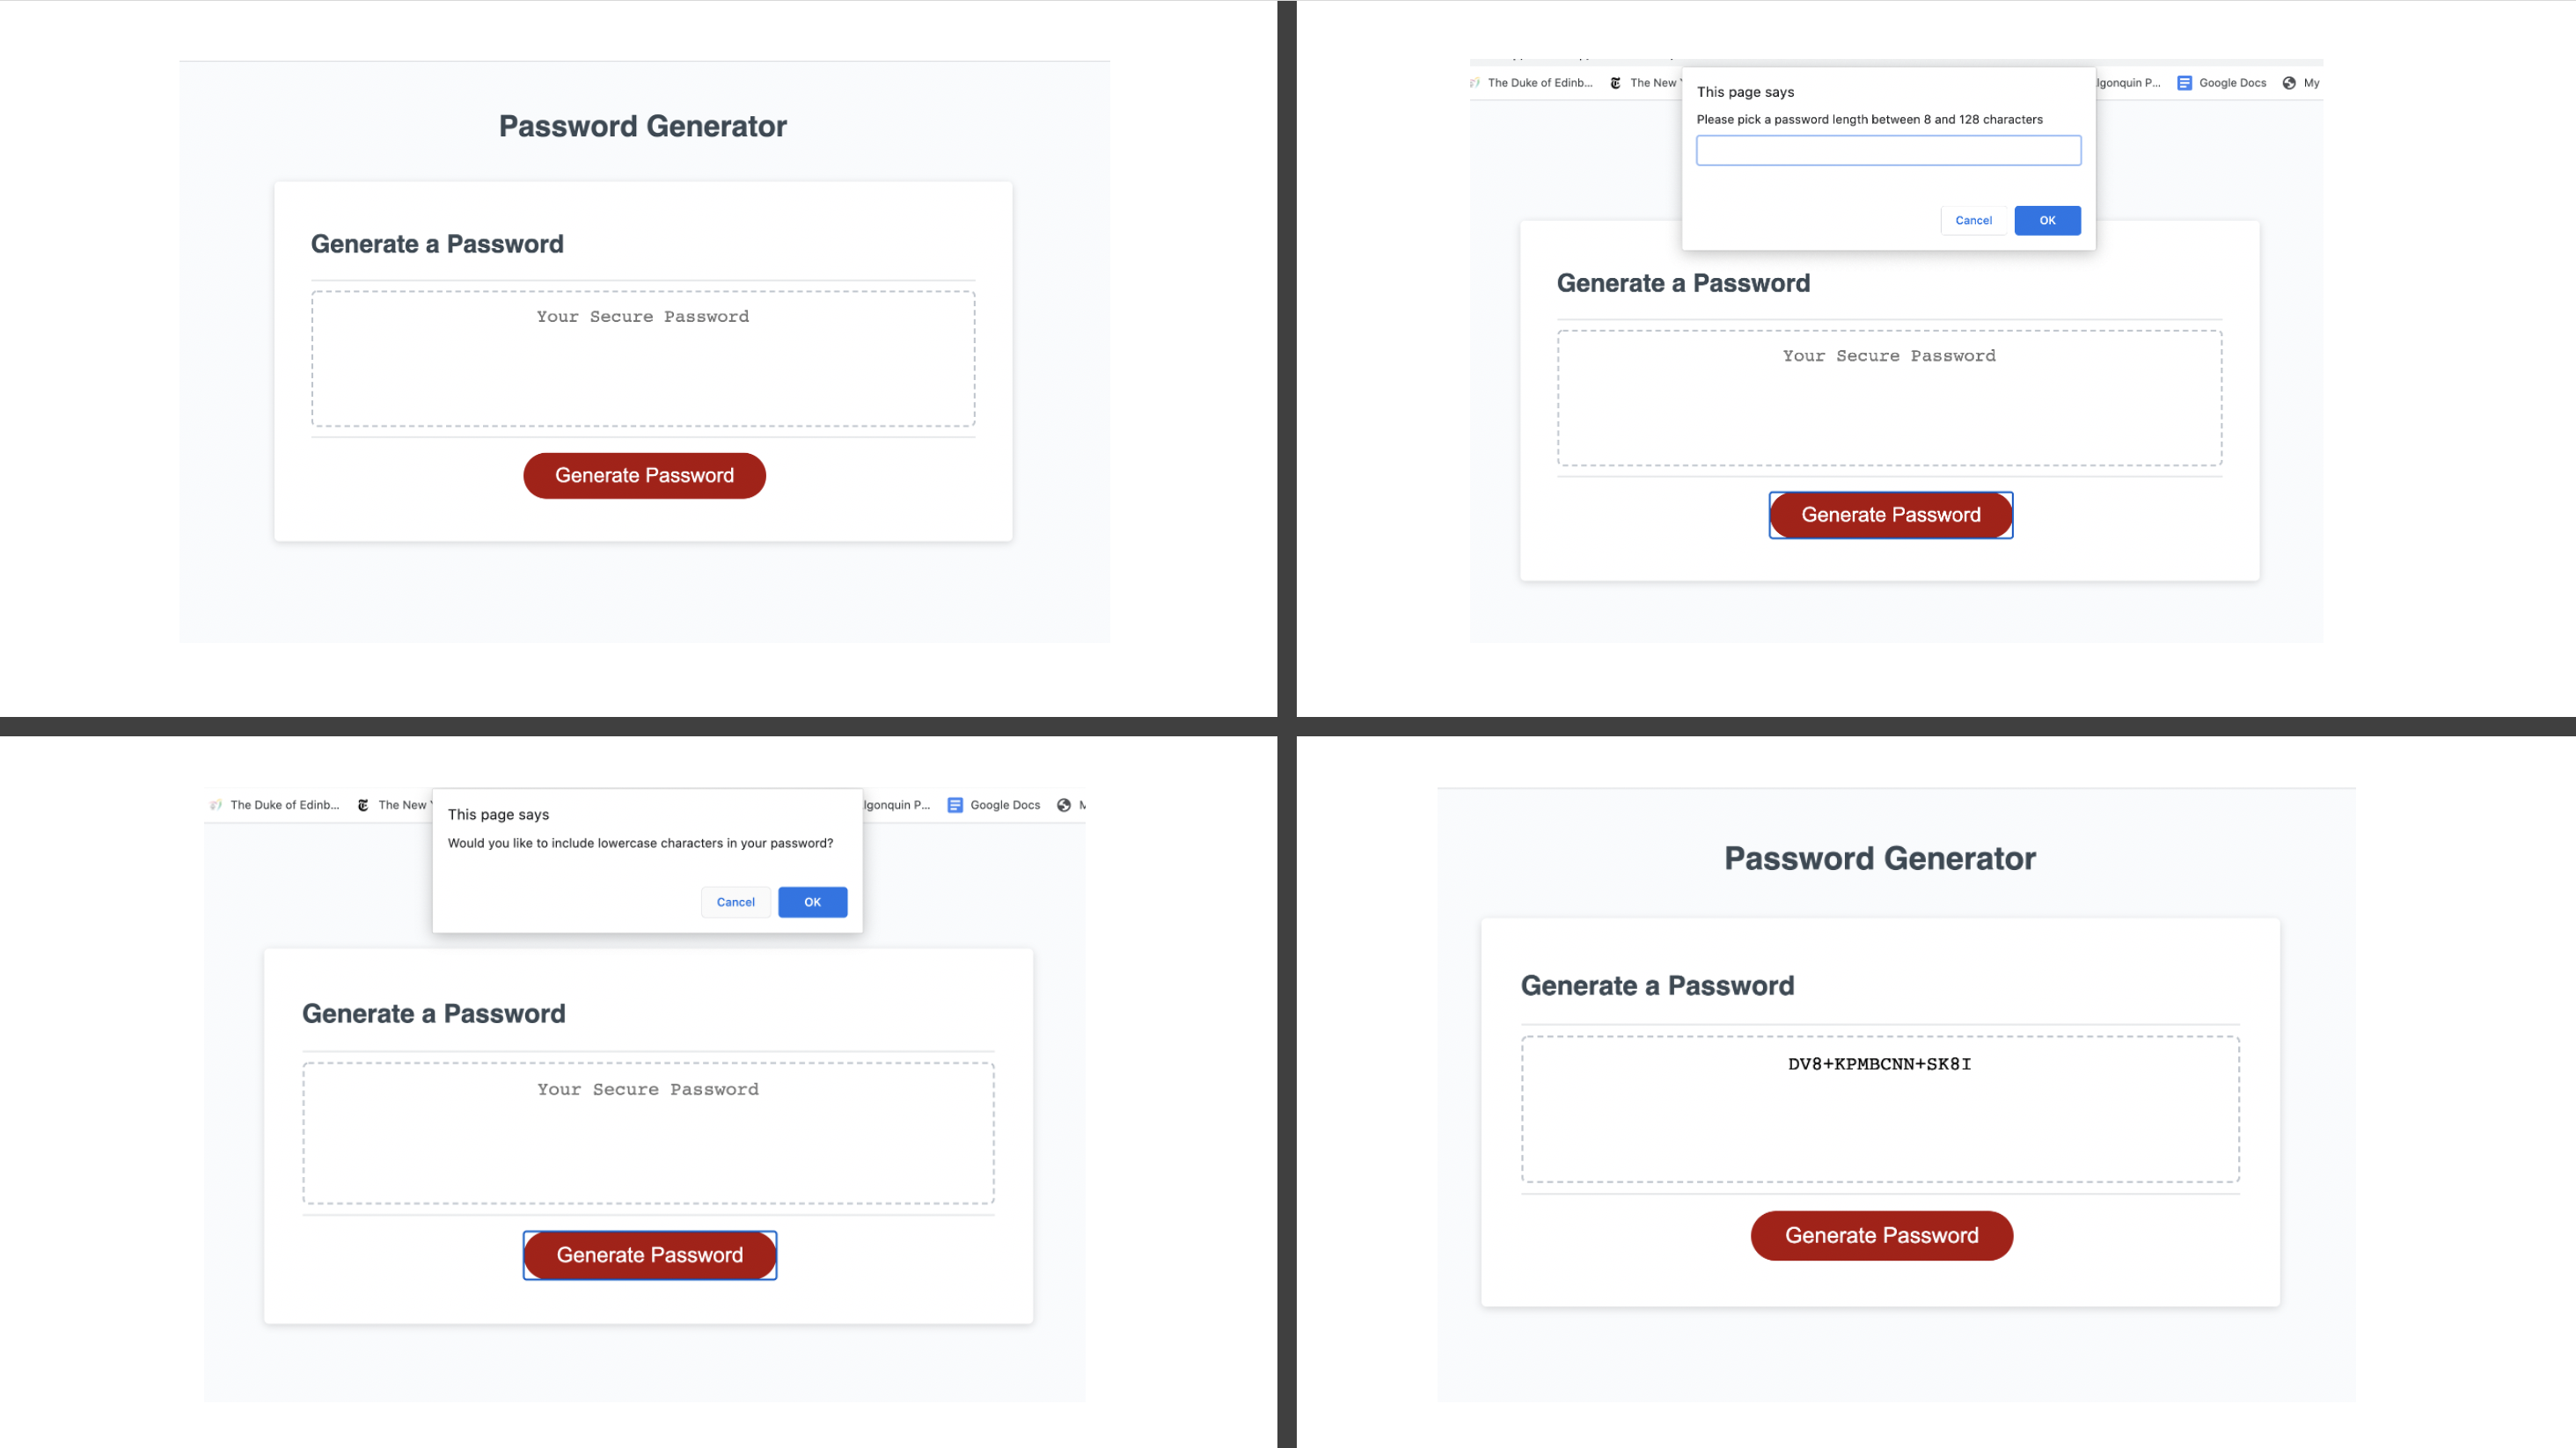 Password Generator
Generate a Password
Your Secure Password
Generate Password
The Duke of Edinb... The New lgonquin P... Google Docs My
This page says
Please pick a password length between 8 and 128 characters
Cancel OK
Generate a Password
Your Secure Password
Generate Password
The Duke of Edinb... The New lgonquin P... Google Docs
This page says
Would you like to include lowercase characters in your password?
Cancel OK
Generate a Password
Your Secure Password
Generate Password
Password Generator
Generate a Password
DV8+KPMBCNN+SK8I
Generate Password